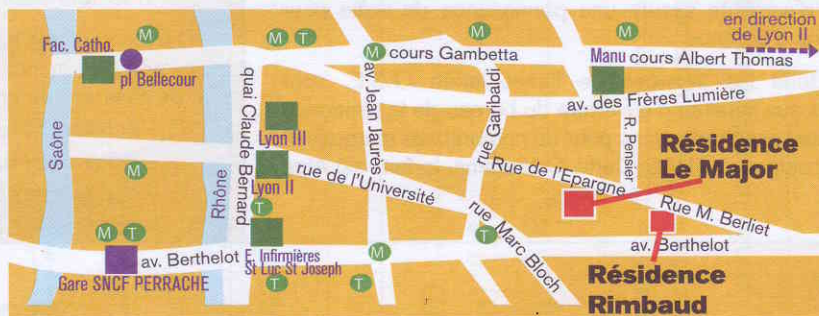 en direction
de Lyon II
M
M T
Fac. Catho.
M
cours Gambetta
Manu
cours Albert Thomas
pl Bellecour
quai Claude Bernard
av. Jean Jaurès
rue Garibaldi
av. des Frères Lumière
Lyon III
R. Pensier
Résidence
Le Major
Saône
Rhône
M
Lyon II
rue de l'Université
Rue de l'Epargne
Rue M. Berliet
T
M T
rue Marc Bloch
T
av. Berthelot
E. Infirmières
St Luc St Joseph
M
av. Berthelot
Gare SNCF PERRACHE
T
T
Résidence
Rimbaud